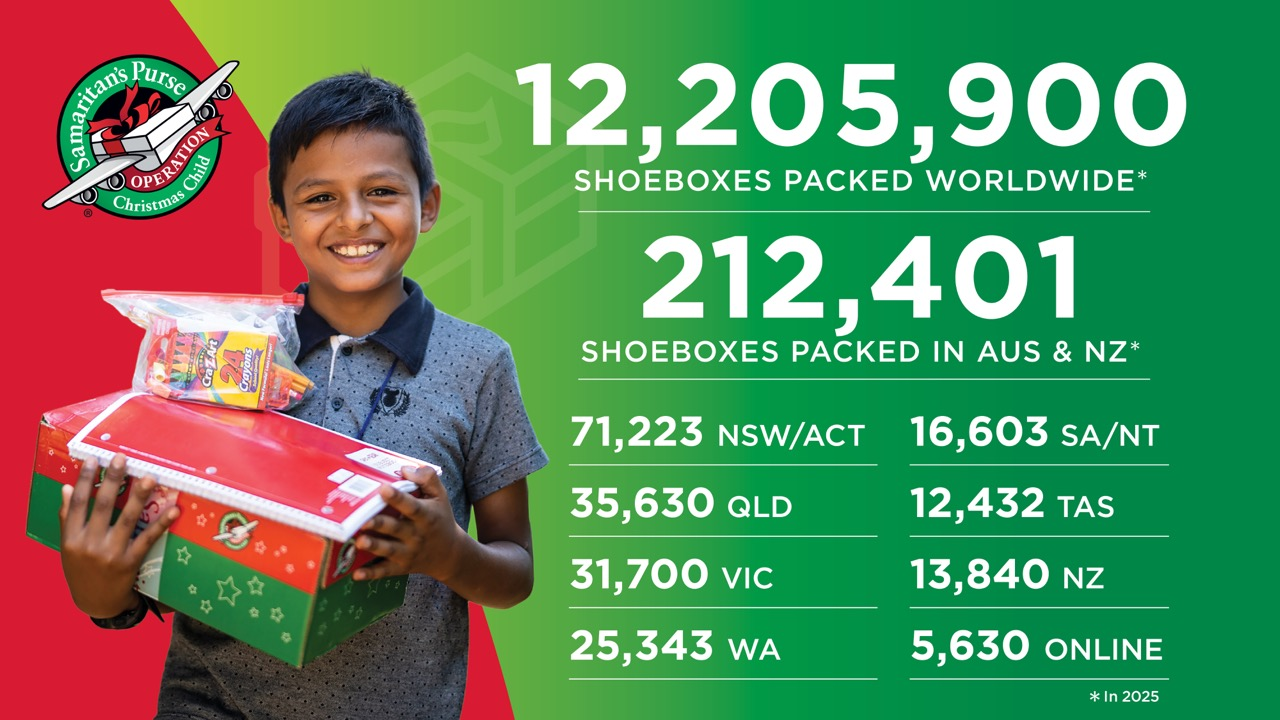 Samaritan's Purse
OPERATION
Christmas Child
®
12,205,900
SHOEBOXES PACKED WORLDWIDE*
212,401
SHOEBOXES PACKED IN AUS & NZ*
71,223 NSW/ACT
16,603 SA/NT
35,630 QLD
12,432 TAS
31,700 VIC
13,840 NZ
25,343 WA
5,630 ONLINE
* In 2025
Cra-Z-Art
24
Crayons